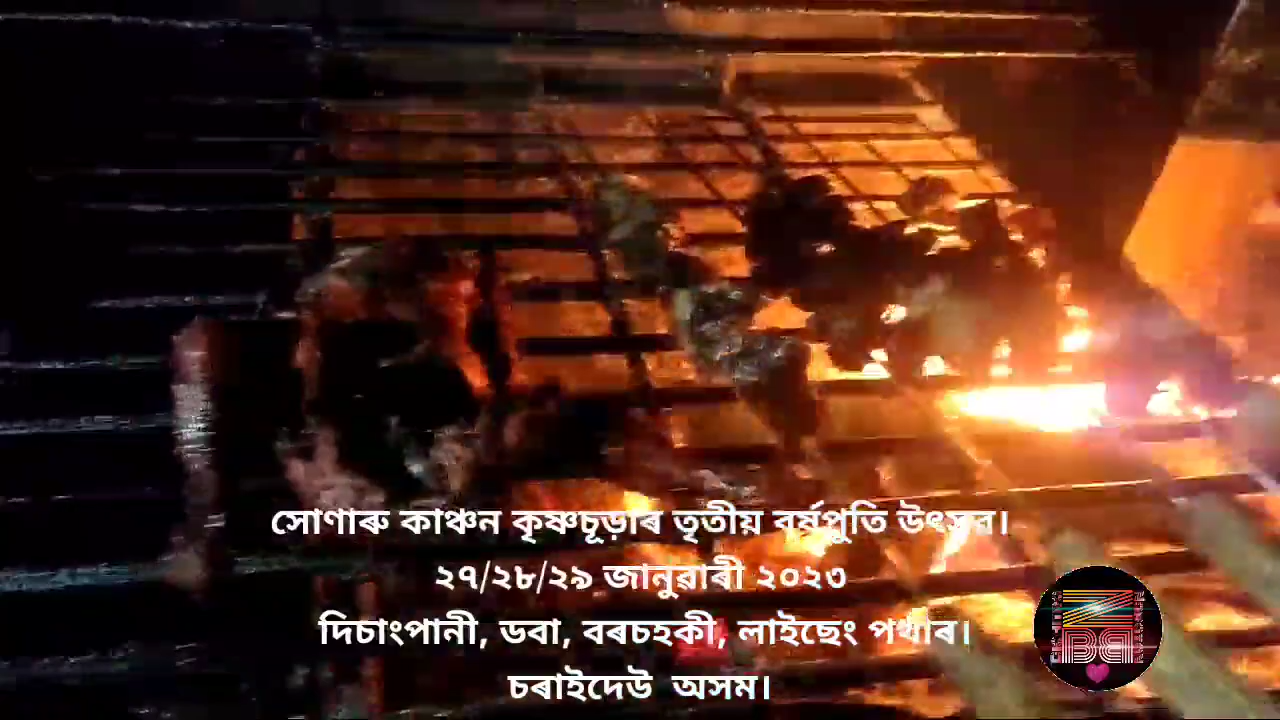 সোণাৰু কাঞ্চন কৃষ্ণচূড়াৰ তৃতীয় বৰ্ষপুৰ্তি উৎসৱ।
২৭/২৮/২৯ জানুৱাৰী ২০২৩
দিচাংপানী, ডবা, বৰচহকী, লাইছেং পথাৰ।
চৰাইদেউ অসম।